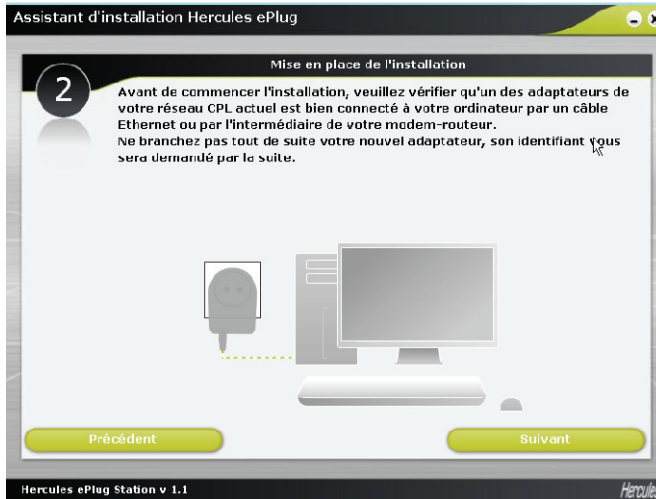 Assistant d'installation Hercules ePlug
Mise en place de l'installation
2
Avant de commencer l'installation, veuillez vérifier qu'un des adaptateurs de
votre réseau CPL actuel est bien connecté à votre ordinateur par un câble
Ethernet ou par l'intermédiaire de votre modem-routeur.
Ne branchez pas tout de suite votre nouvel adaptateur, son identifiant vous
sera demandé par la suite.
Précédent
Suivant
Hercules ePlug Station v 1.1
Hercules